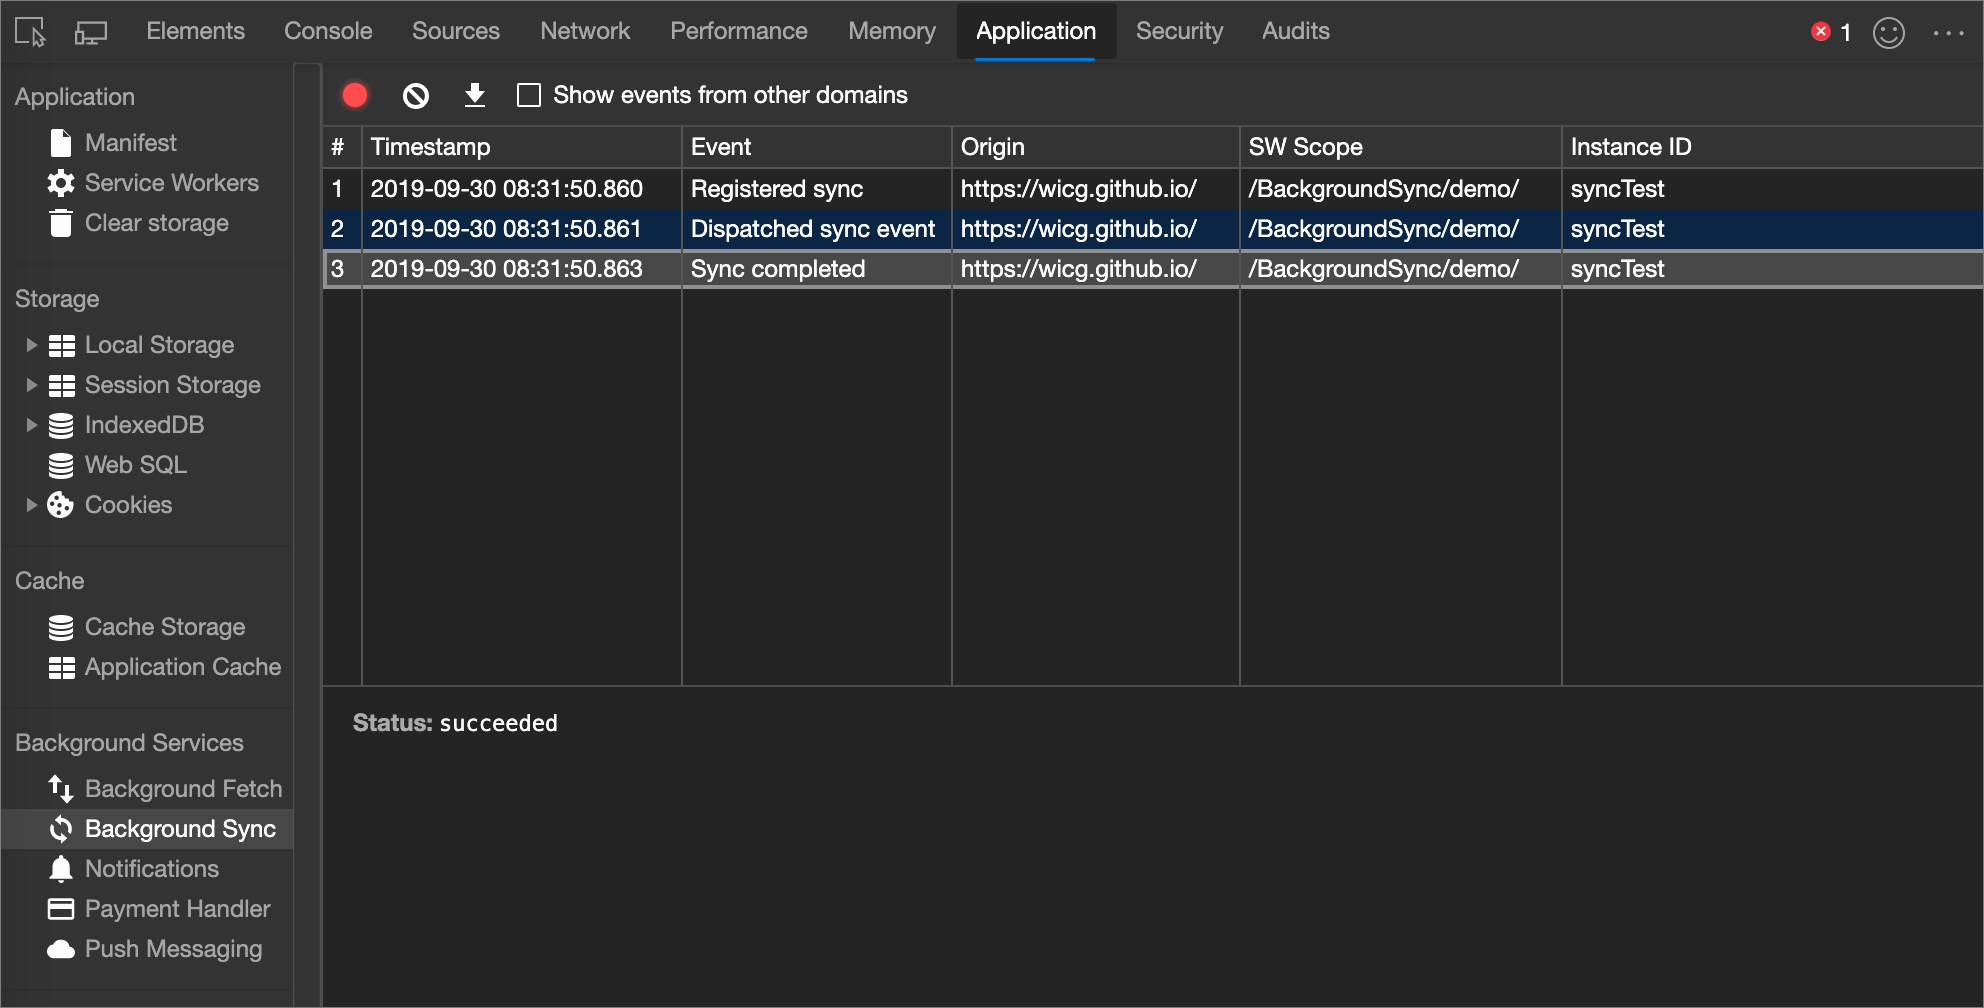 Elements Console Sources Network Performance Memory Application Security Audits 1
Application
Manifest
Service Workers
Clear storage
Storage
Local Storage
Session Storage
IndexedDB
Web SQL
Cookies
Cache
Cache Storage
Application Cache
Background Services
Background Fetch
Background Sync
Notifications
Payment Handler
Push Messaging
Show events from other domains
# Timestamp Event Origin SW Scope Instance ID
1 2019-09-30 08:31:50.860 Registered sync https://wicg.github.io/ /BackgroundSync/demo/ syncTest
2 2019-09-30 08:31:50.861 Dispatched sync event https://wicg.github.io/ /BackgroundSync/demo/ syncTest
3 2019-09-30 08:31:50.863 Sync completed https://wicg.github.io/ /BackgroundSync/demo/ syncTest
Status: succeeded